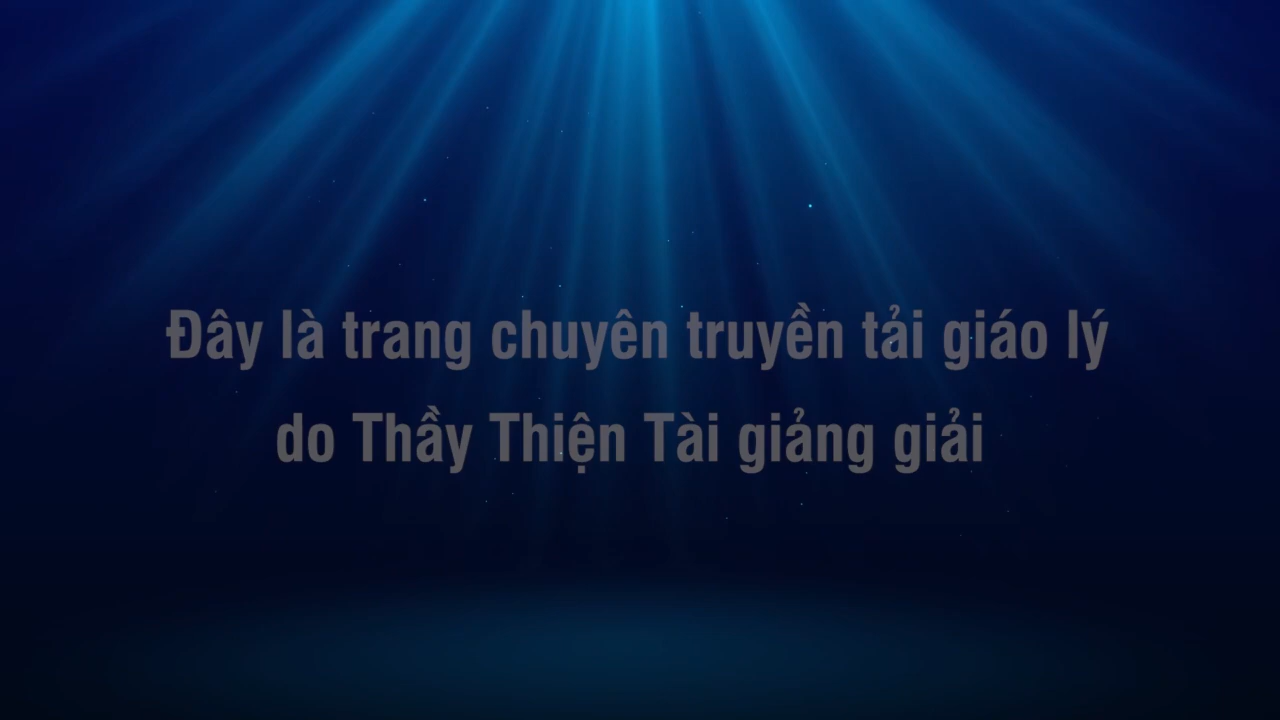 Đây là trang chuyên truyền tải giáo lý
do Thầy Thiện Tài giảng giải